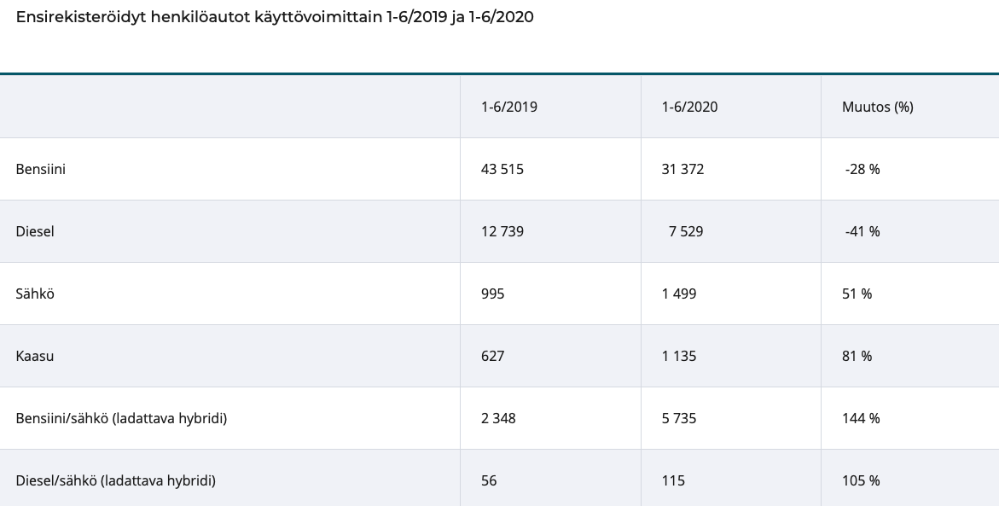 Ensirekisteröidyt henkilöautot käyttövoimittain 1-6/2019 ja 1-6/2020
1-6/2019 1-6/2020 Muutos (%)
Bensiini 43 515 31 372 -28 %
Diesel 12 739 7 529 -41 %
Sähkö 995 1 499 51 %
Kaasu 627 1 135 81 %
Bensiini/sähkö (ladattava hybridi) 2 348 5 735 144 %
Diesel/sähkö (ladattava hybridi) 56 115 105 %